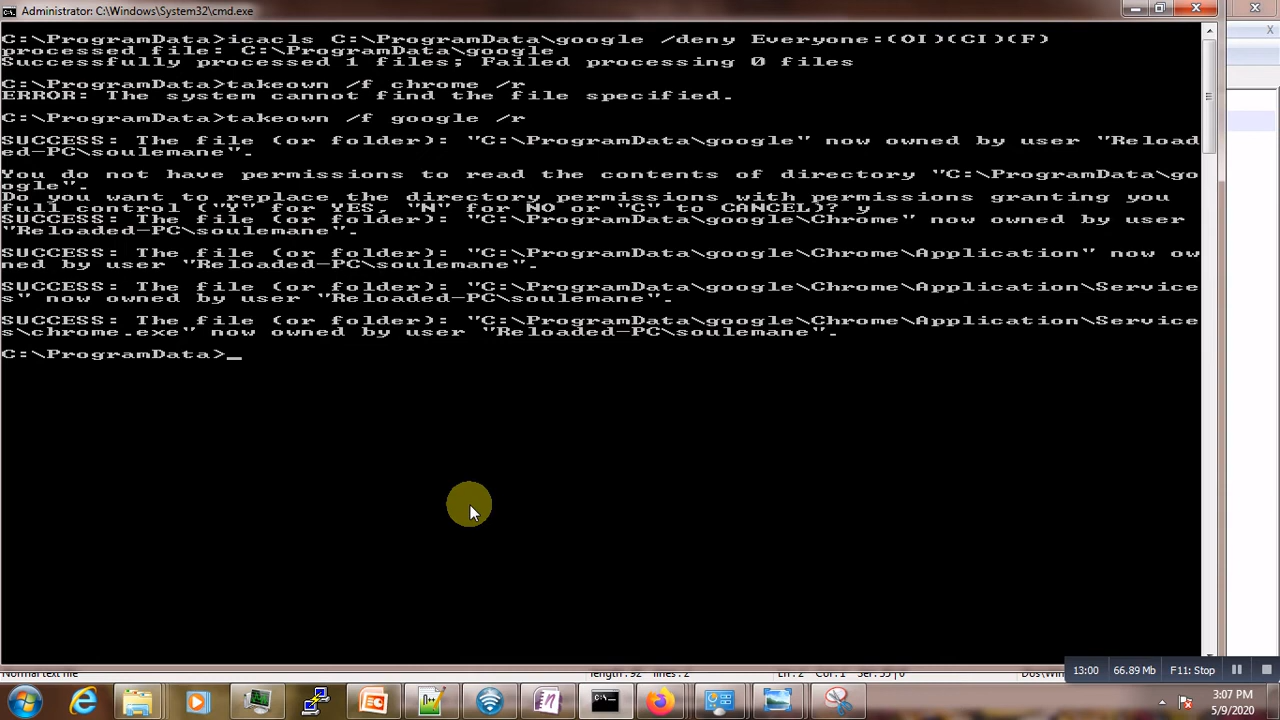 Administrator: C:\Windows\System32\cmd.exe
C:\ProgramData>icacls C:\ProgramData\google /deny Everyone:(OI)(CI)(F)
processed file: C:\ProgramData\google
Successfully processed 1 files; Failed processing 0 files
C:\ProgramData>takeown /f chrome /r
ERROR: The system cannot find the file specified.
C:\ProgramData>takeown /f google /r
SUCCESS: The file (or folder): "C:\ProgramData\google" now owned by user "Reload
ed-PC\soulemane".
You do not have permissions to read the contents of directory "C:\ProgramData\go
ogle".
Do you want to replace the directory permissions with permissions granting you
full control ("Y" for YES, "N" for NO or "C" to CANCEL)? y
SUCCESS: The file (or folder): "C:\ProgramData\google\Chrome" now owned by user
"Reloaded-PC\soulemane".
SUCCESS: The file (or folder): "C:\ProgramData\google\Chrome\Application" now ow
ned by user "Reloaded-PC\soulemane".
SUCCESS: The file (or folder): "C:\ProgramData\google\Chrome\Application\Service
s" now owned by user "Reloaded-PC\soulemane".
SUCCESS: The file (or folder): "C:\ProgramData\google\Chrome\Application\Service
s\chrome.exe" now owned by user "Reloaded-PC\soulemane".
C:\ProgramData>_
13:00 66.89 Mb F11: Stop
Normal text file
3:07 PM
5/9/2020